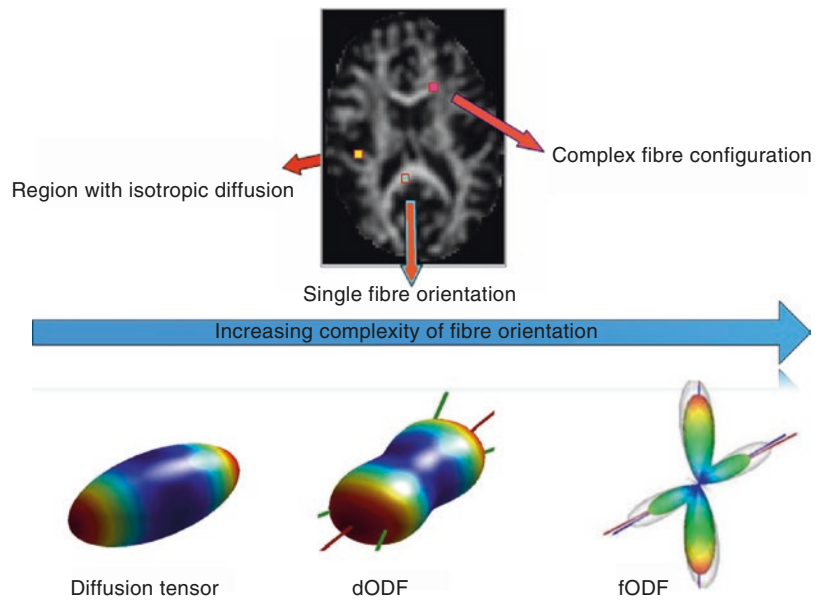 Complex fibre configuration
Region with isotropic diffusion
Single fibre orientation
Increasing complexity of fibre orientation
Diffusion tensor
dODF
fODF